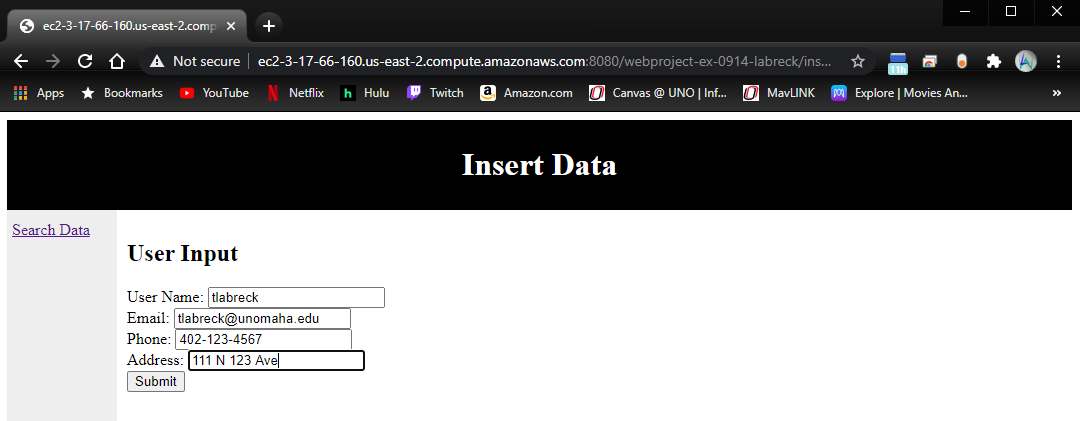 ec2-3-17-66-160.us-east-2.comp
Not secure ec2-3-17-66-160.us-east-2.compute.amazonaws.com:8080/webproject-ex-0914-labreck/ins...
11h
Apps Bookmarks YouTube Netflix Hulu Twitch Amazon.com Canvas @ UNO | Inf... MavLINK Explore | Movies An... »
Insert Data
Search Data
User Input
User Name: tlabreck
Email: tlabreck@unomaha.edu
Phone: 402-123-4567
Address: 111 N 123 Ave
Submit